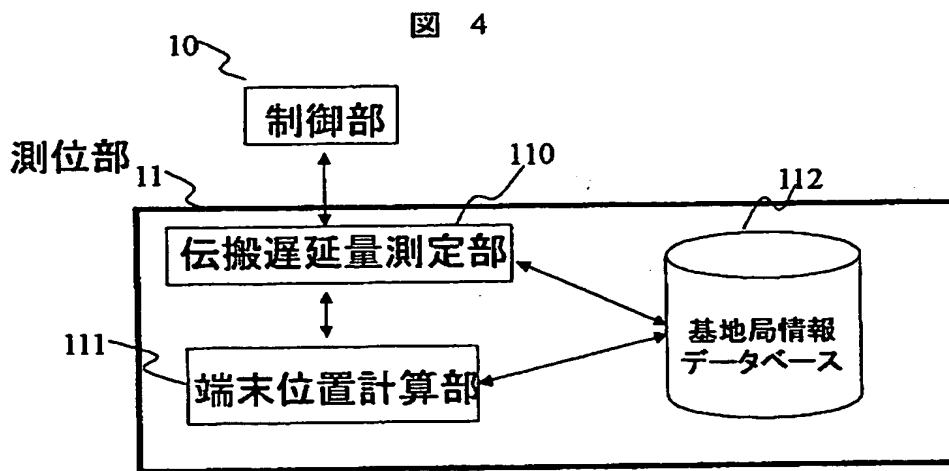 図 4
10
制御部
測位部
11
110
112
伝搬遅延量測定部
111
端末位置計算部
基地局情報
データベース